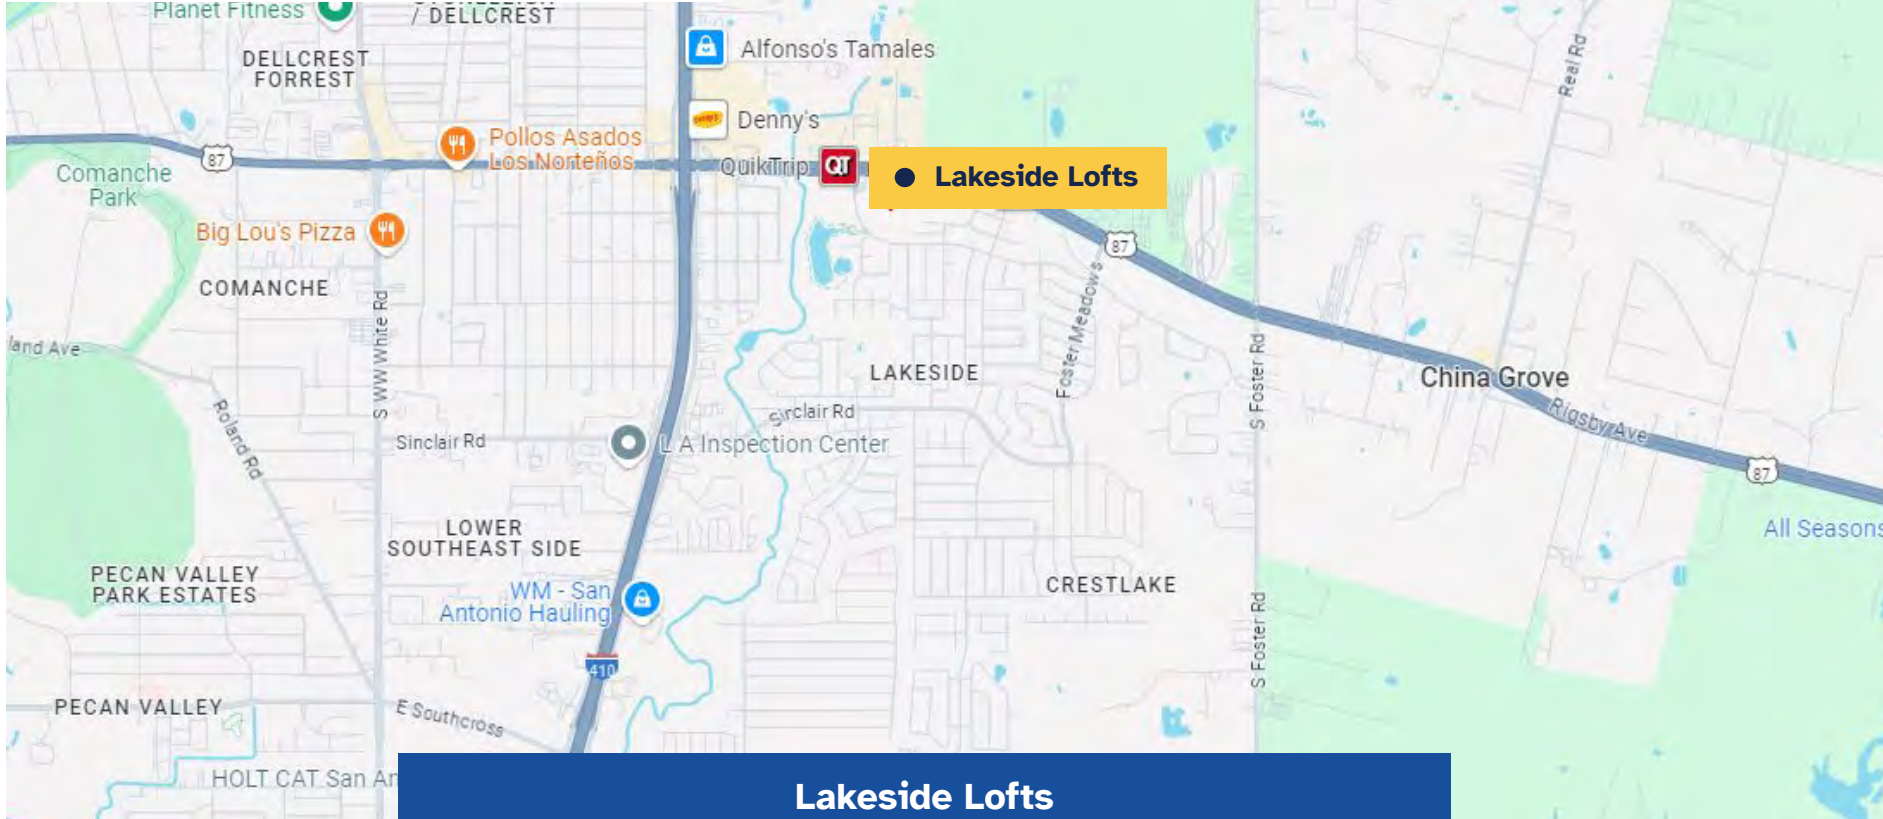 Planet Fitness
/ DELLCREST
DELLCREST
FORREST
Alfonso's Tamales
Denny's
87
Pollos Asados
Los Norteños
QuikTrip
QT
Lakeside Lofts
Real Rd
Comanche
Park
Big Lou's Pizza
87
COMANCHE
S WW White Rd
Foster Meadows
land Ave
LAKESIDE
S Foster Rd
China Grove
Rigsby Ave
Roland Rd
Sinclair Rd
Sinclair Rd
L A Inspection Center
87
LOWER
SOUTHEAST SIDE
All Seasons
PECAN VALLEY
PARK ESTATES
WM - San
Antonio Hauling
CRESTLAKE
S Foster Rd
410
PECAN VALLEY
E Southcross
HOLT CAT San An
Lakeside Lofts